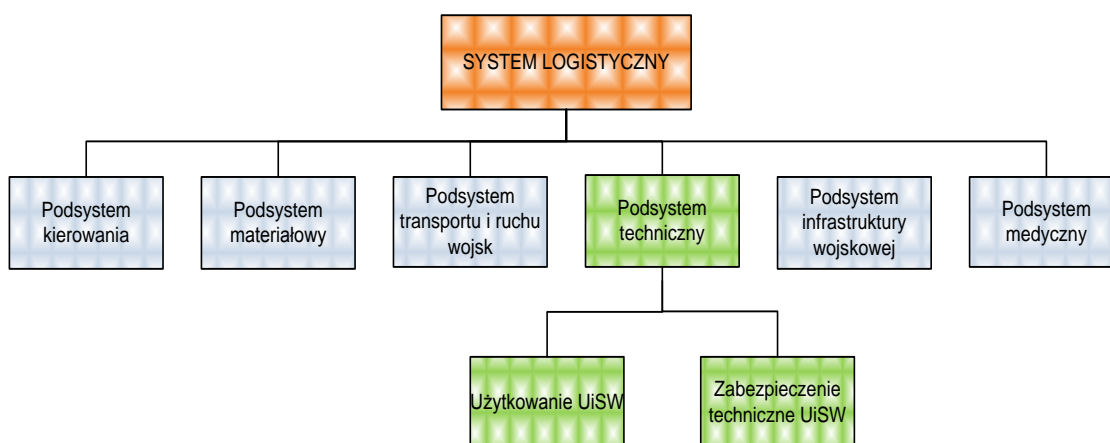 SYSTEM LOGISTYCZNY
Podsystem
kierowania
Podsystem
materiałowy
Podsystem
transportu i ruchu
wojsk
Podsystem
techniczny
Podsystem
infrastruktury
wojskowej
Podsystem
medyczny
Użytkowanie UiSW
Zabezpieczenie
techniczne UiSW